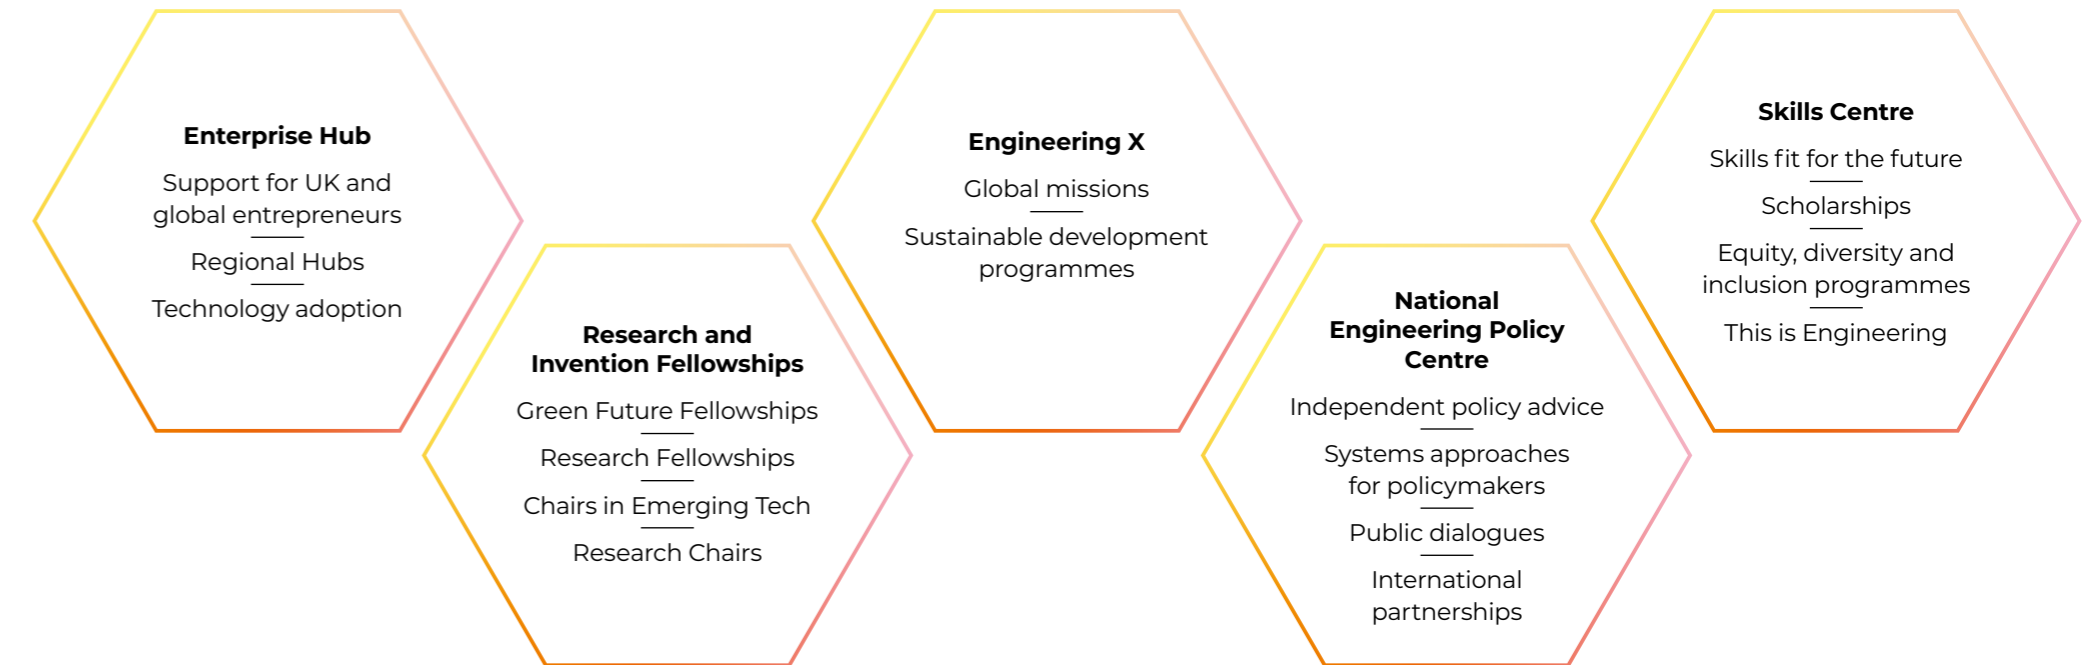 Enterprise Hub
Support for UK and
global entrepreneurs
Regional Hubs
Technology adoption
Research and
Invention Fellowships
Green Future Fellowships
Research Fellowships
Chairs in Emerging Tech
Research Chairs
Engineering X
Global missions
Sustainable development
programmes
National
Engineering Policy
Centre
Independent policy advice
Systems approaches
for policymakers
Public dialogues
International
partnerships
Skills Centre
Skills fit for the future
Scholarships
Equity, diversity and
inclusion programmes
This is Engineering